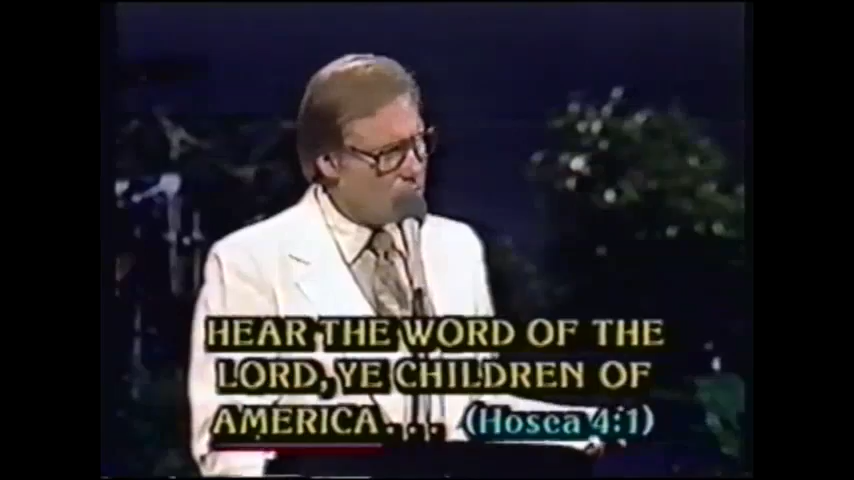 HEAR THE WORD OF THE
LORD, YE CHILDREN OF
AMERICA... (Hosea 4:1)